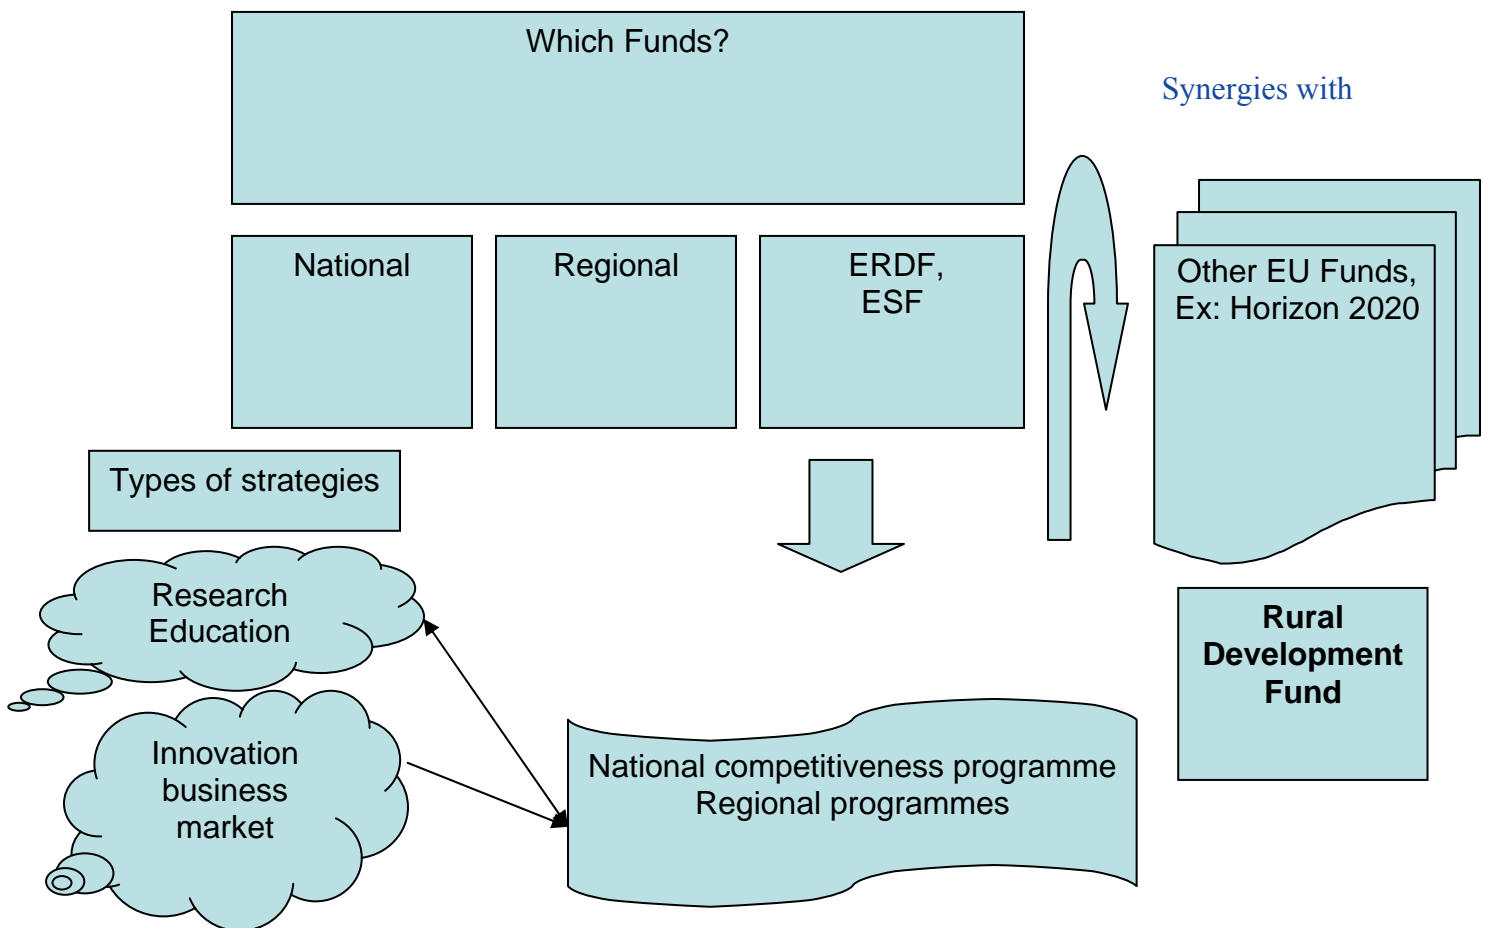 Which Funds?
Synergies with
National
Regional
ERDF,
ESF
Other EU Funds,
Ex: Horizon 2020
Types of strategies
Research
Education
Rural
Development
Fund
Innovation
business
market
National competitiveness programme
Regional programmes